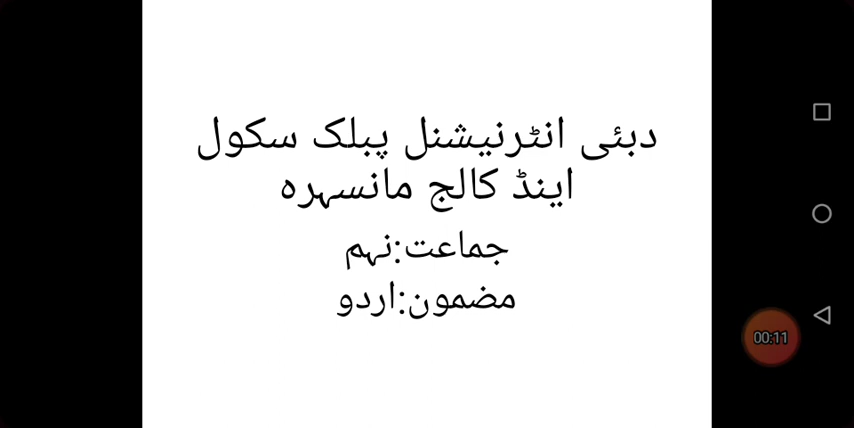 دبئی انٹرنیشنل پبلک سکول
اینڈ کالج مانسہرہ
جماعت:نہم
مضمون:اردو
00:11